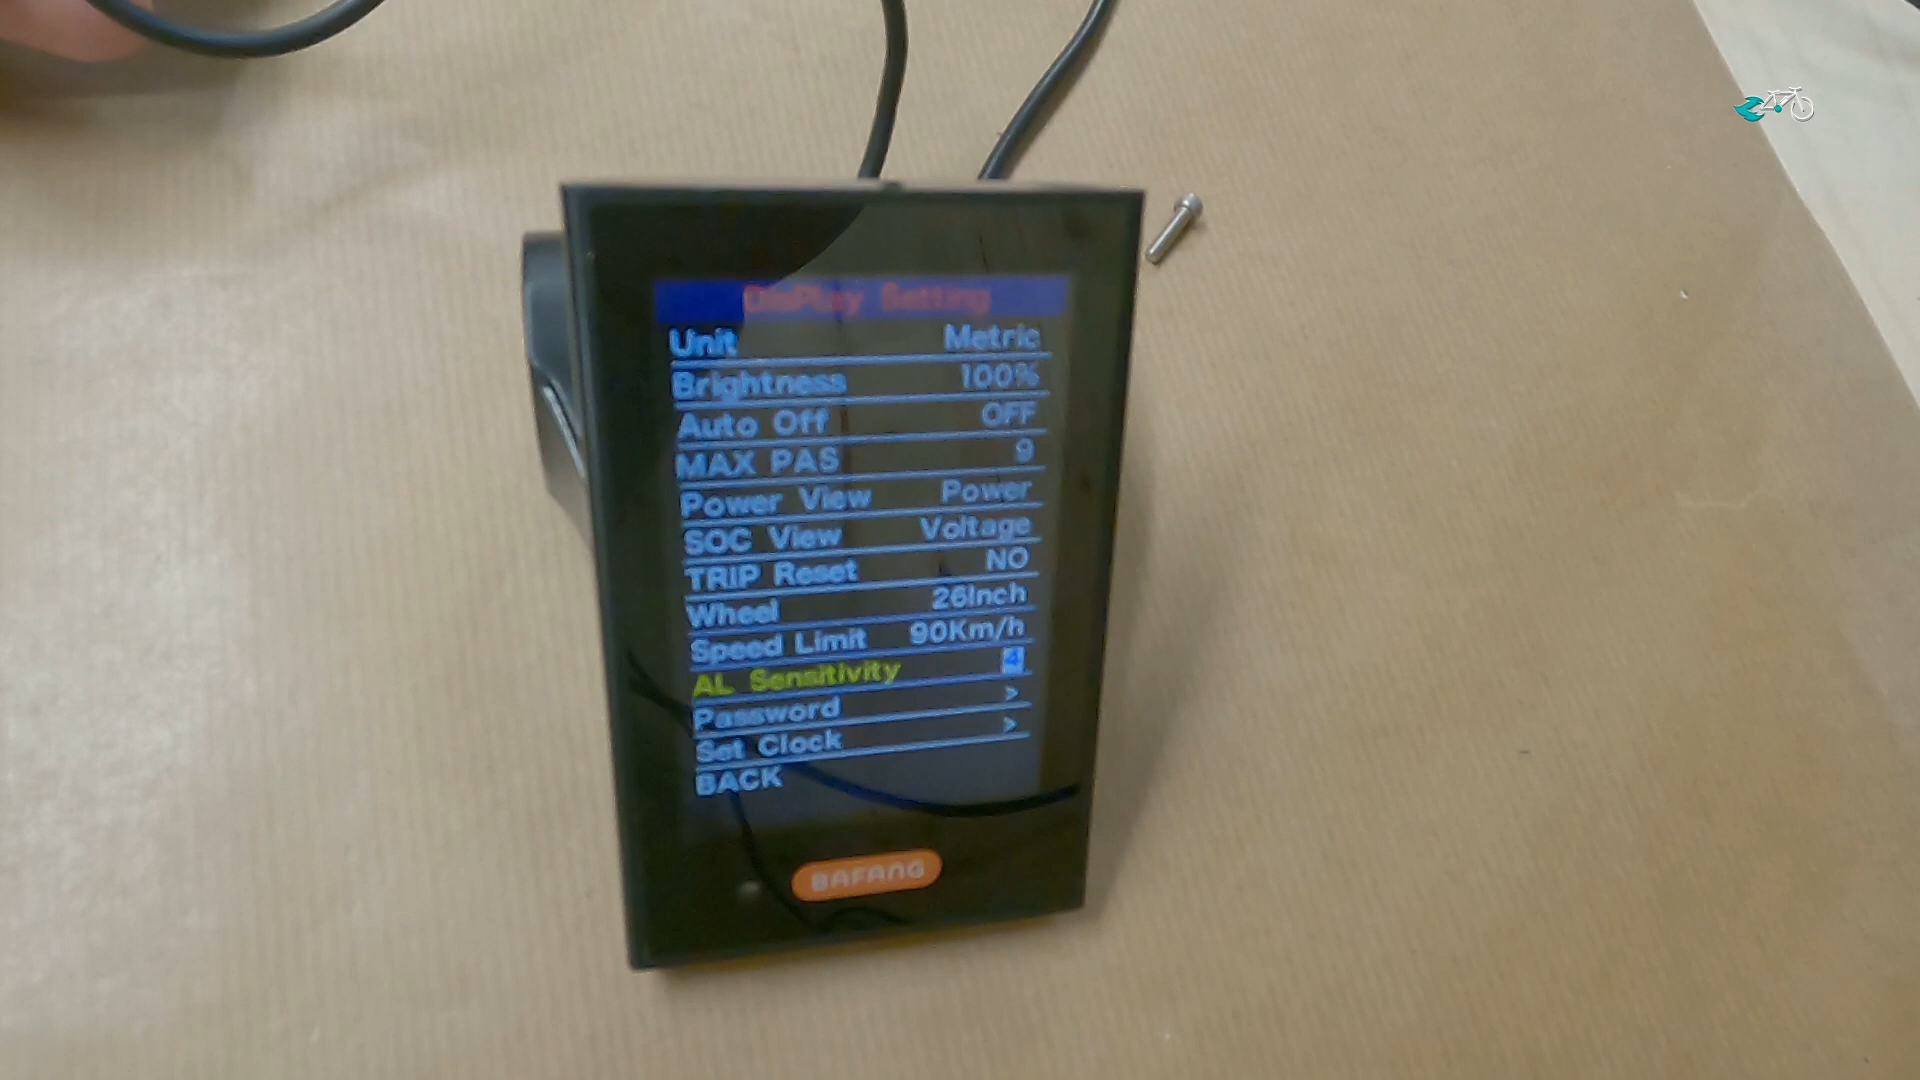 DisPlay Setting
Unit Metric
Brightness 100%
Auto Off OFF
MAX PAS 9
Power View Power
SOC View Voltage
TRIP Reset NO
Wheel 26Inch
Speed Limit 90Km/h
AL Sensitivity 4
Password >
Set Clock >
BACK
BAFANG